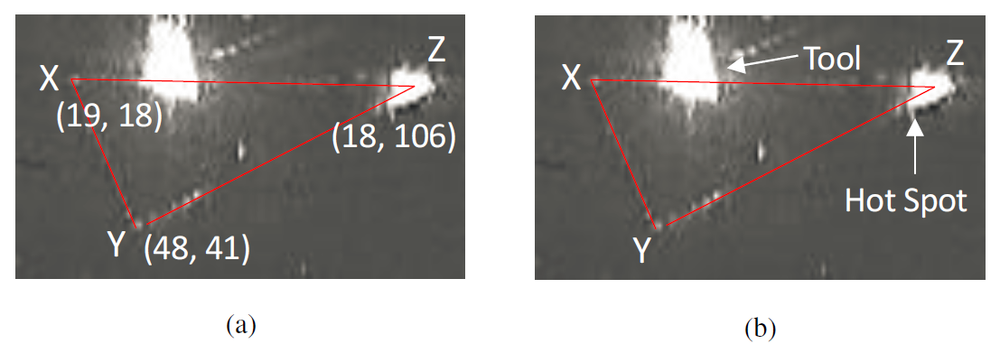 X
Z
(19, 18)
(18, 106)
Y
(48, 41)
(a)
Tool
X
Z
Hot Spot
Y
(b)